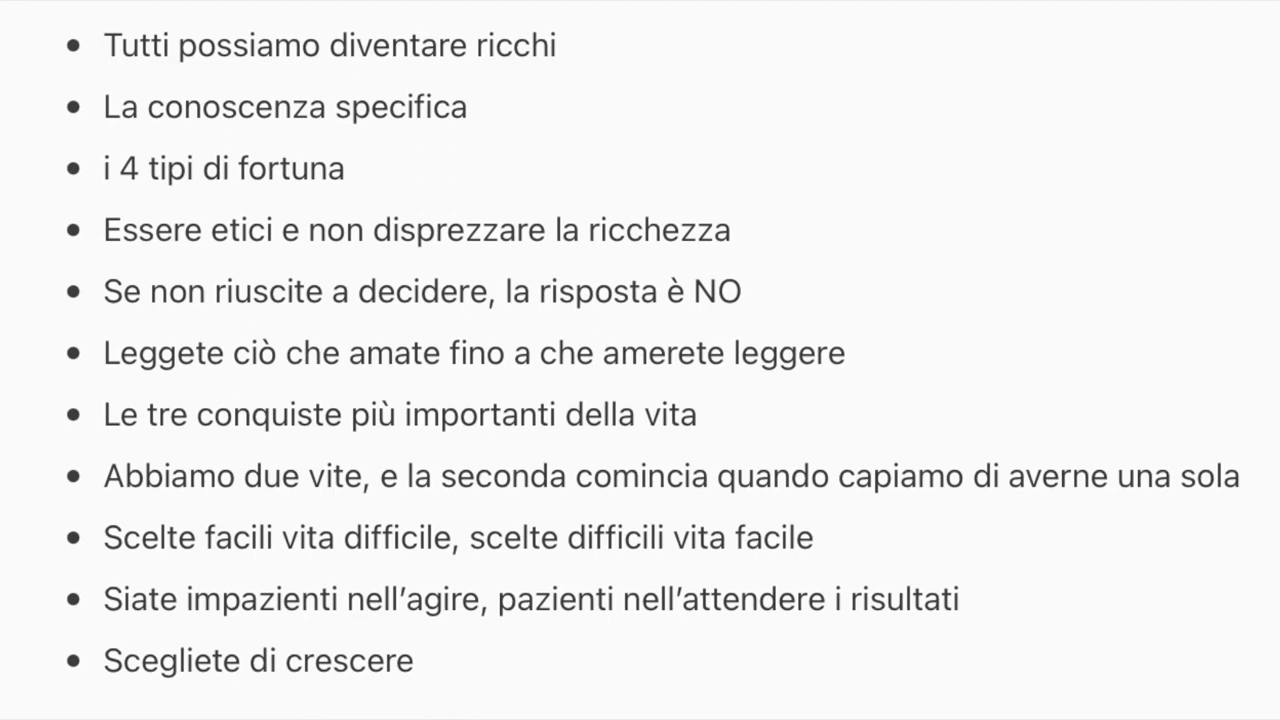 • Tutti possiamo diventare ricchi
• La conoscenza specifica
• i 4 tipi di fortuna
• Essere etici e non disprezzare la ricchezza
• Se non riuscite a decidere, la risposta è NO
• Leggete ciò che amate fino a che amerete leggere
• Le tre conquiste più importanti della vita
• Abbiamo due vite, e la seconda comincia quando capiamo di averne una sola
• Scelte facili vita difficile, scelte difficili vita facile
• Siate impazienti nell’agire, pazienti nell’attendere i risultati
• Scegliete di crescere